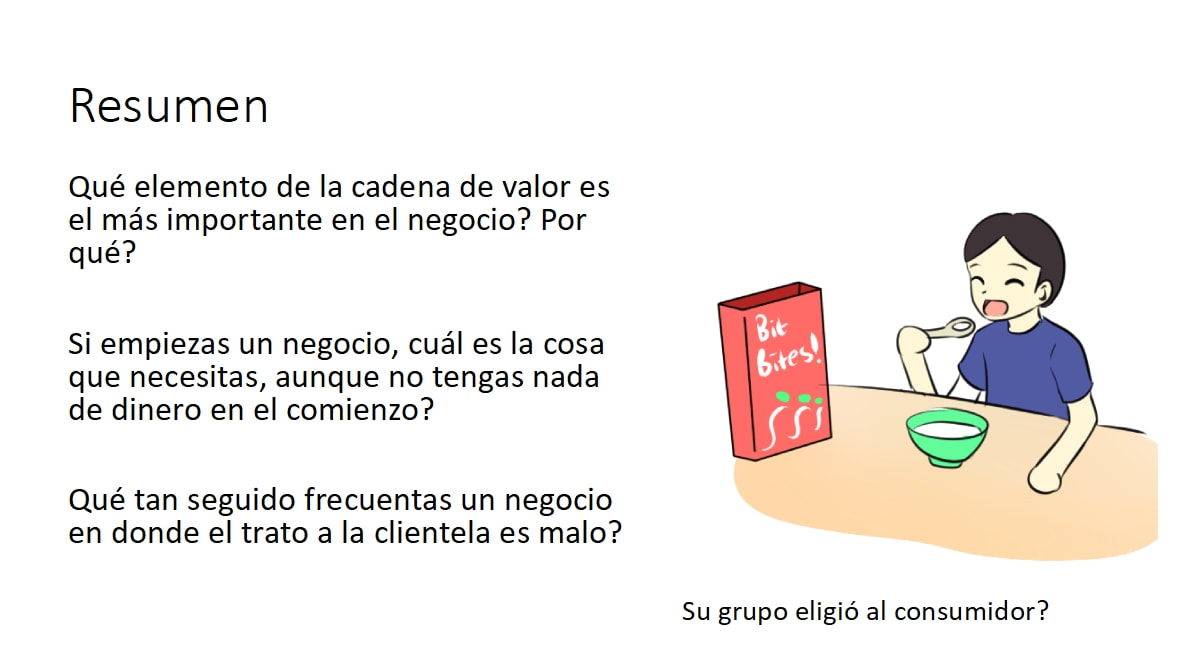 Resumen
Qué elemento de la cadena de valor es
el más importante en el negocio? Por
qué?
Si empiezas un negocio, cuál es la cosa
que necesitas, aunque no tengas nada
de dinero en el comienzo?
Qué tan seguido frecuentas un negocio
en donde el trato a la clientela es malo?
Bit
Bites!
Su grupo eligió al consumidor?